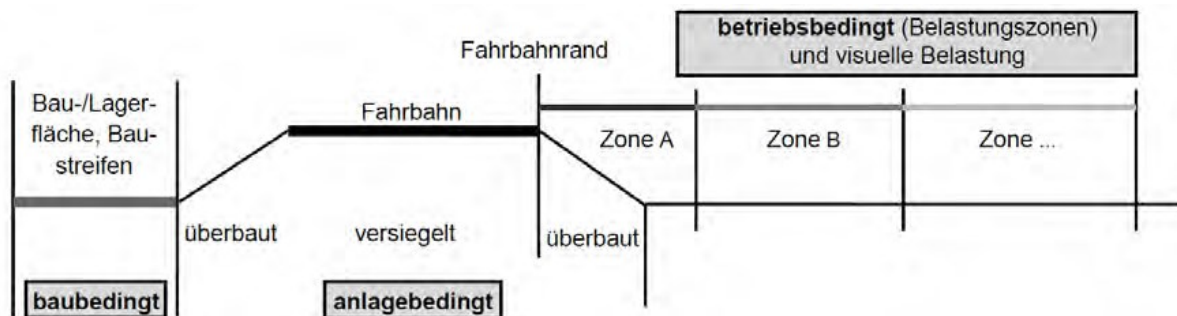 betriebsbedingt (Belastungszonen)
und visuelle Belastung
Fahrbahnrand
Bau-/Lager-
fläche, Bau-
streifen
Fahrbahn
Zone A
Zone B
Zone ...
überbaut
versiegelt
überbaut
baubedingt
anlagebedingt